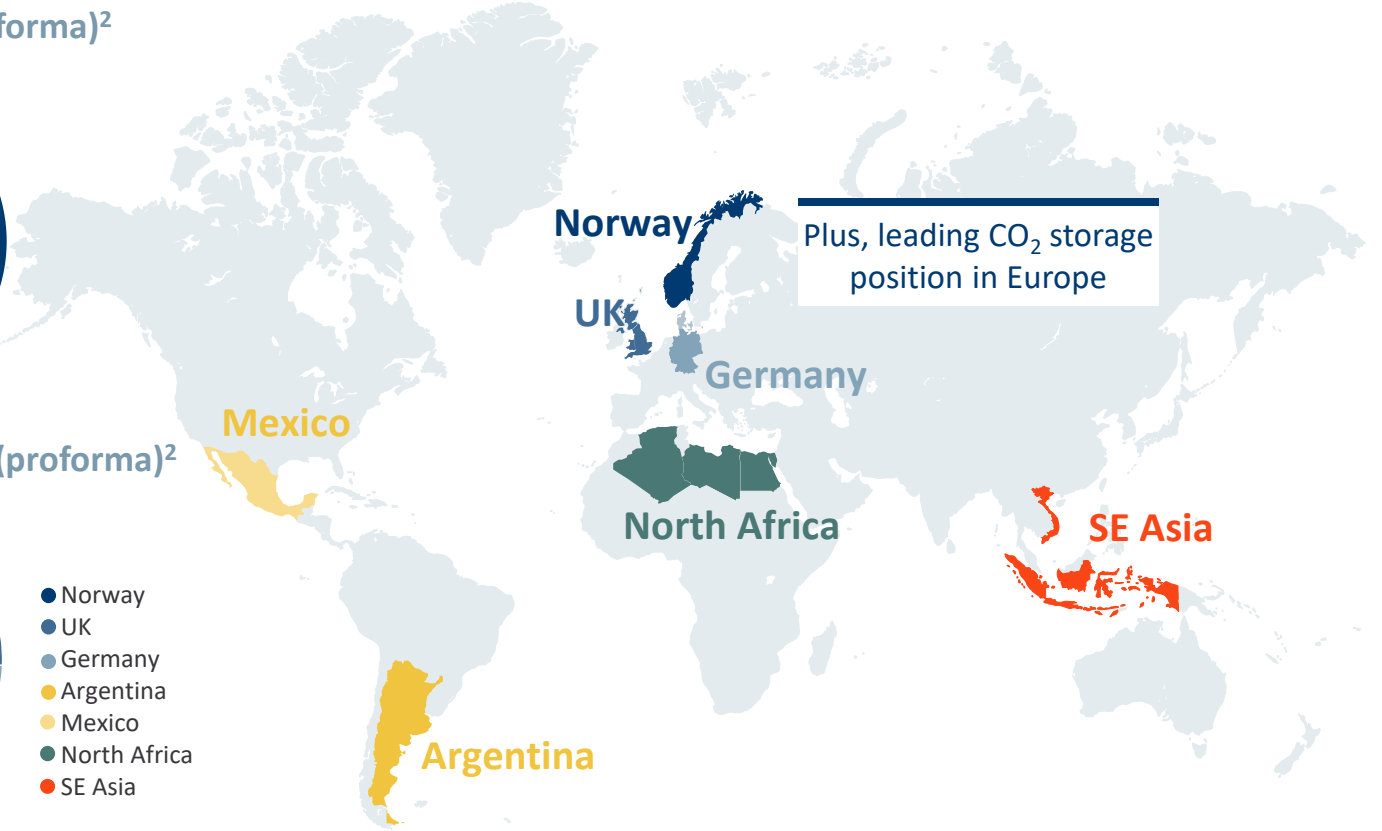 forma)2
Norway
Plus, leading CO2 storage
position in Europe
UK
Germany
Mexico
(proforma)2
North Africa
SE Asia
Norway
UK
Germany
Argentina
Mexico
North Africa
SE Asia
Argentina